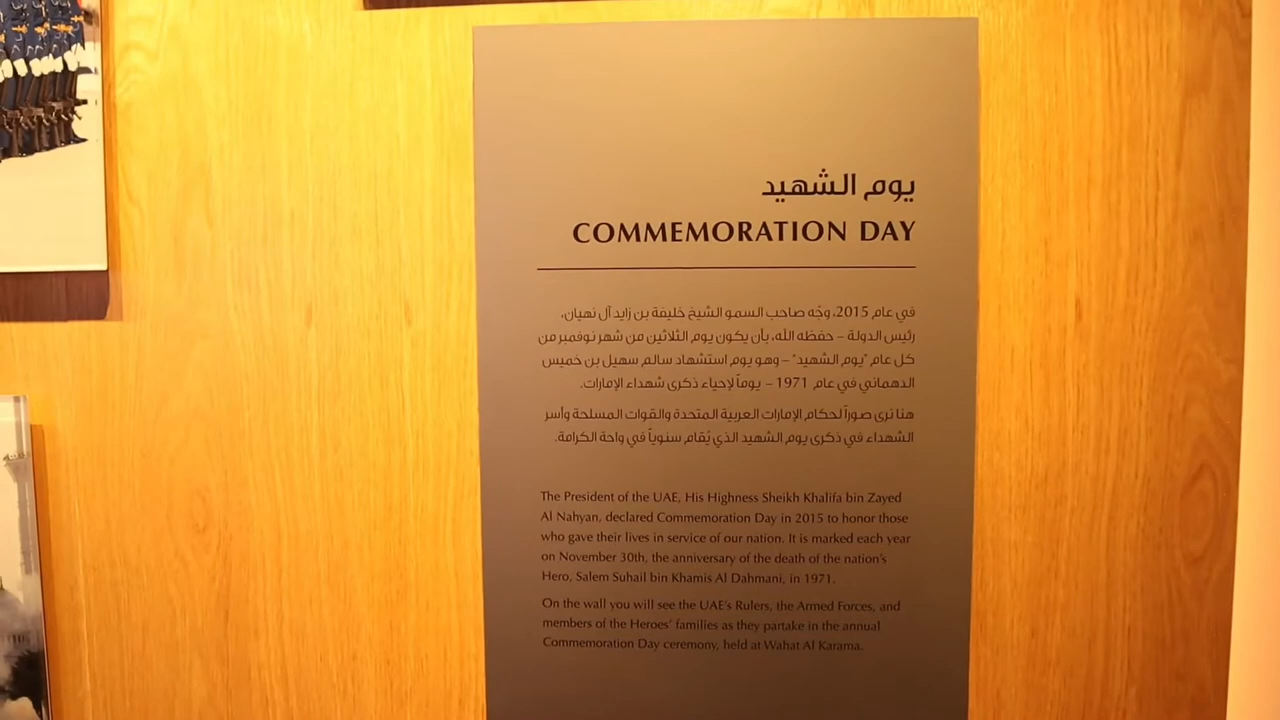 يوم الشهيد
COMMEMORATION DAY
في عام 2015، وجّه صاحب السمو الشيخ خليفة بن زايد آل نهيان،
رئيس الدولة – حفظه الله، بأن يكون يوم الثلاثين من شهر نوفمبر من
كل عام "يوم الشهيد" – وهو يوم استشهاد سالم سهيل بن خميس
الدهماني في عام 1971 – يوماً لإحياء ذكرى شهداء الإمارات.
هنا نرى صوراً لحكام الإمارات العربية المتحدة والقوات المسلحة وأسر
الشهداء في ذكرى يوم الشهيد الذي يُقام سنوياً في واحة الكرامة.
The President of the UAE, His Highness Sheikh Khalifa bin Zayed
Al Nahyan, declared Commemoration Day in 2015 to honor those
who gave their lives in service of our nation. It is marked each year
on November 30th, the anniversary of the death of the nation's
Hero, Salem Suhail bin Khamis Al Dahmani, in 1971.
On the wall you will see the UAE's Rulers, the Armed Forces, and
members of the Heroes' families as they partake in the annual
Commemoration Day ceremony, held at Wahat Al Karama.